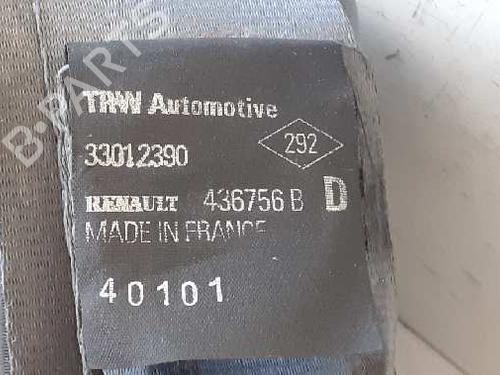 B-PARTS
TRW Automotive
33012390
292
RENAULT 436756 B D
MADE IN FRANCE
40101